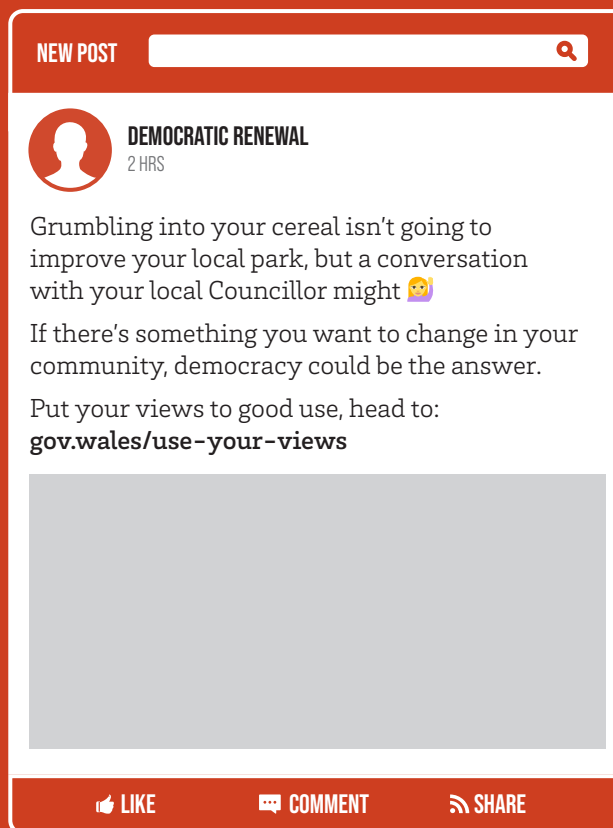 NEW POST
DEMOCRATIC RENEWAL
2 HRS
Grumbling into your cereal isn’t going to
improve your local park, but a conversation
with your local Councillor might 💁
If there’s something you want to change in your
community, democracy could be the answer.
Put your views to good use, head to:
gov.wales/use-your-views
LIKE COMMENT SHARE